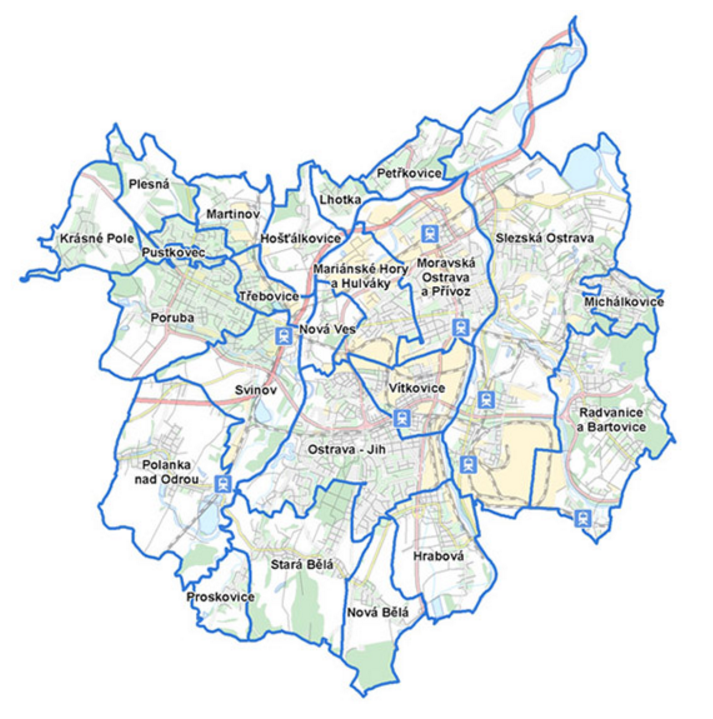 Petřkovice
Plesná
Lhotka
Martinov
Krásné Pole
Hošťálkovice
Slezská Ostrava
Pustkovec
Moravská
Ostrava
a Přívoz
Mariánské Hory
a Hulváky
Třebovice
Michálkovice
Poruba
Nová Ves
Svinov
Vítkovice
Radvanice
a Bartovice
Ostrava - Jih
Polanka
nad Odrou
Hrabová
Stará Bělá
Proskovice
Nová Bělá